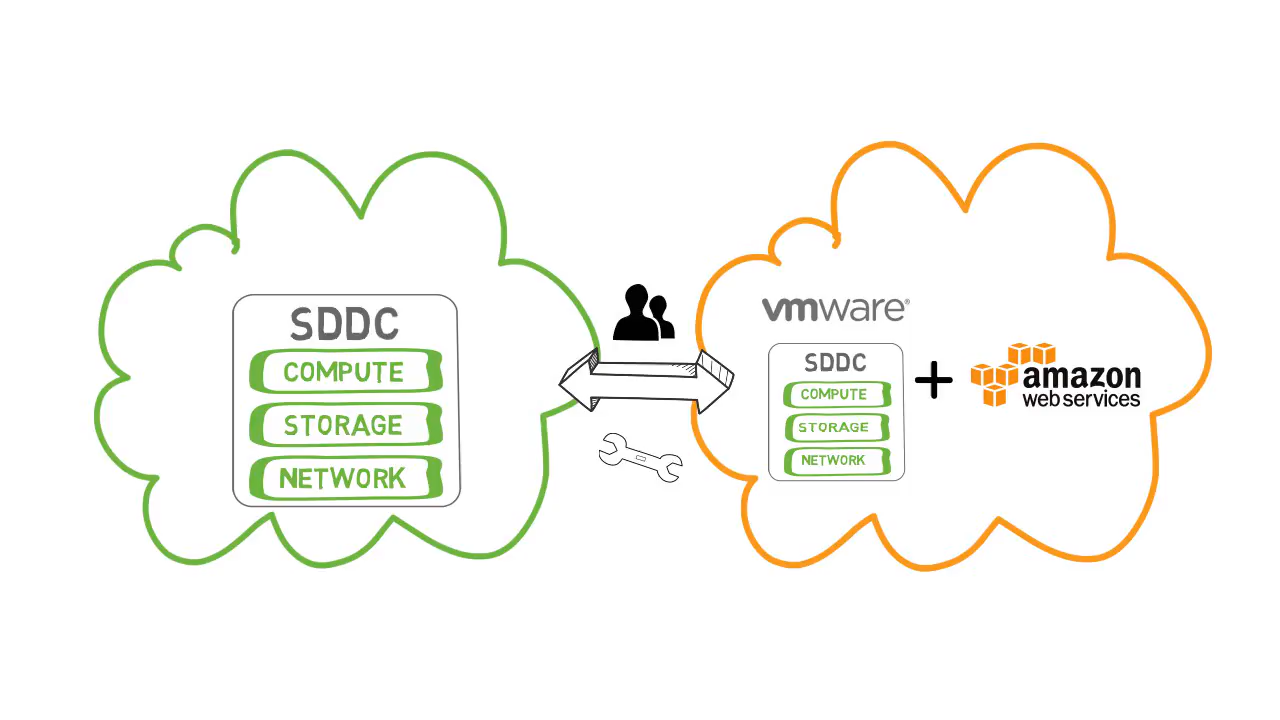 SDDC
COMPUTE
STORAGE
NETWORK
vmware®
SDDC
COMPUTE
STORAGE
NETWORK
+
amazon
web services